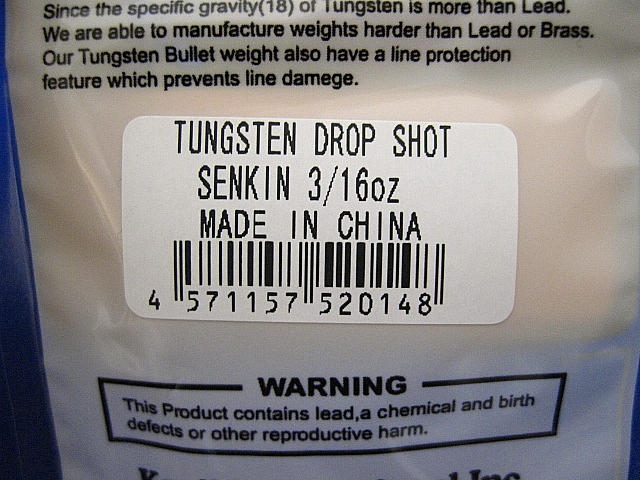 Since the specific gravity(18) of Tungsten is more than Lead.
We are able to manufacture weights harder than Lead or Brass.
Our Tungsten Bullet weight also have a line protection
feature which prevents line damege.
TUNGSTEN DROP SHOT
SENKIN 3/16oz
MADE IN CHINA
4 571157 520148
WARNING
This Product contains lead,a chemical and birth
defects or other reproductive harm.
Inc